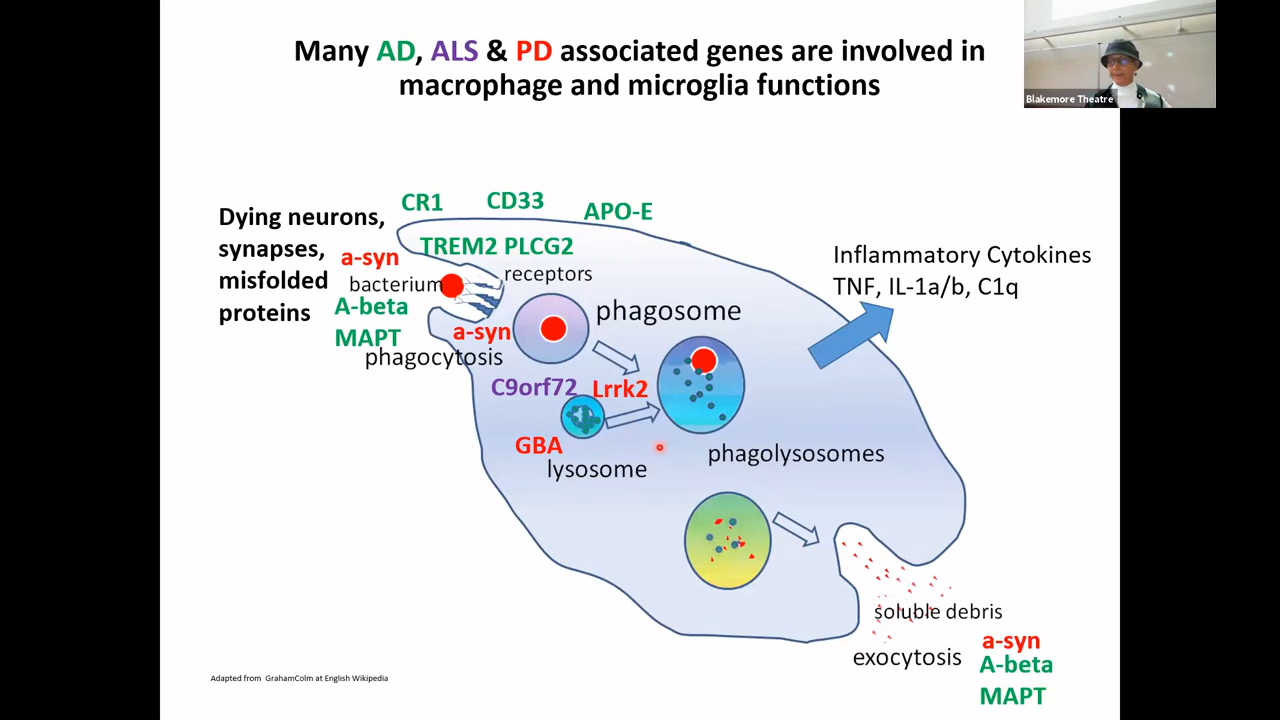 Many AD, ALS & PD associated genes are involved in
macrophage and microglia functions
Blakemore Theatre
CR1
CD33
APO-E
Dying neurons,
synapses,
misfolded
proteins
TREM2 PLCG2
a-syn
receptors
bacterium
A-beta
MAPT
a-syn
phagocytosis
phagosome
Inflammatory Cytokines
TNF, IL-1a/b, C1q
C9orf72
Lrrk2
GBA
lysosome
phagolysosomes
soluble debris
exocytosis
a-syn
A-beta
MAPT
Adapted from GrahamColm at English Wikipedia